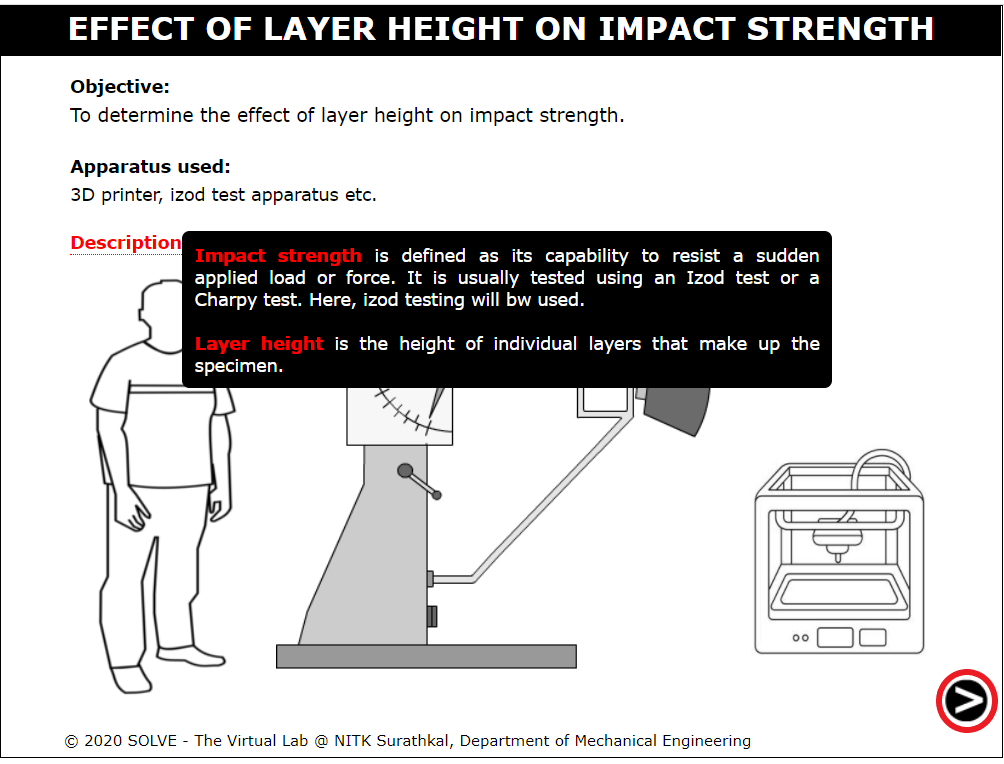 EFFECT OF LAYER HEIGHT ON IMPACT STRENGTH
Objective:
To determine the effect of layer height on impact strength.
Apparatus used:
3D printer, izod test apparatus etc.
Description
Impact strength is defined as its capability to resist a sudden
applied load or force. It is usually tested using an Izod test or a
Charpy test. Here, izod testing will bw used.
Layer height is the height of individual layers that make up the
specimen.
© 2020 SOLVE - The Virtual Lab @ NITK Surathkal, Department of Mechanical Engineering